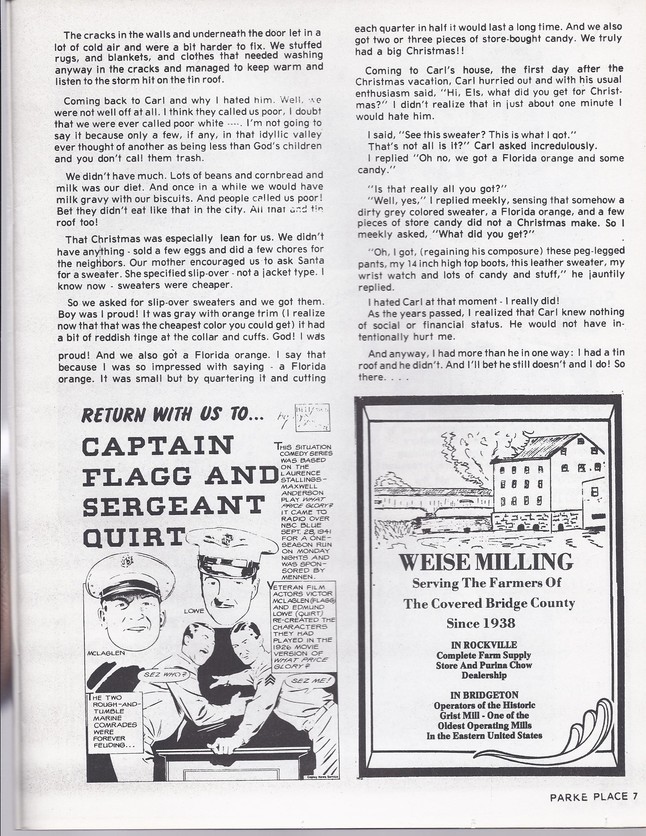 The cracks in the walls and underneath the door let in a
lot of cold air and were a bit harder to fix. We stuffed
rugs, and blankets, and clothes that needed washing
anyway in the cracks and managed to keep warm and
listen to the storm hit on the tin roof.
Coming back to Carl and why I hated him. Well, we
were not well off at all. I think they called us poor, I doubt
that we were ever called poor white ····. I'm not going to
say it because only a few, if any, in that idyllic valley
ever thought of another as being less than God's children
and you don't call them trash.
We didn't have much. Lots of beans and cornbread and
milk was our diet. And once in a while we would have
milk gravy with our biscuits. And people called us poor!
Bet they didn't eat like that in the city. All that and tin
roof too!
That Christmas was especially lean for us. We didn't
have anything - sold a few eggs and did a few chores for
the neighbors. Our mother encouraged us to ask Santa
for a sweater. She specified slip-over - not a jacket type. I
know now - sweaters were cheaper.
So we asked for slip-over sweaters and we got them.
Boy was I proud! It was gray with orange trim (I realize
now that that was the cheapest color you could get) it had
a bit of reddish tinge at the collar and cuffs. God! I was
proud! And we also got a Florida orange. I say that
because I was so impressed with saying - a Florida
orange. It was small but by quartering it and cutting
each quarter in half it would last a long time. And we also
got two or three pieces of store-bought candy. We truly
had a big Christmas!!
Coming to Carl's house, the first day after the
Christmas vacation, Carl hurried out and with his usual
enthusiasm said, "Hi, Els, what did you get for Christ-
mas?" I didn't realize that in just about one minute I
would hate him.
I said, "See this sweater? This is what I got."
That's not all is it?" Carl asked incredulously.
I replied "Oh no, we got a Florida orange and some
candy."
"Is that really all you got?"
"Well, yes," I replied meekly, sensing that somehow a
dirty grey colored sweater, a Florida orange, and a few
pieces of store candy did not a Christmas make. So I
meekly asked, "What did you get?"
"Oh, I got, (regaining his composure) these peg-legged
pants, my 14 inch high top boots, this leather sweater, my
wrist watch and lots of candy and stuff," he jauntily
replied.
I hated Carl at that moment - I really did!
As the years passed, I realized that Carl knew nothing
of social or financial status. He would not have in-
tentionally hurt me.
And anyway, I had more than he in one way: I had a tin
roof and he didn't. And I'll bet he still doesn't and I do! So
there. . . .
RETURN WITH US TO...
by
CAPTAIN
FLAGG AND
SERGEANT
QUIRT
THIS SITUATION
COMEDY SERIES
WAS BASED
ON THE
LAURENCE
STALLINGS-
MAXWELL
ANDERSON
PLAY WHAT
PRICE GLORY?
IT CAME TO
RADIO OVER
NBC BLUE
SEPT. 28, 1941
FOR A ONE-
SEASON RUN
ON MONDAY
NIGHTS AND
WAS SPON-
SORED BY
MENNEN.
VETERAN FILM
ACTORS VICTOR
MCLAGLEN (FLAGG)
AND EDMUND
LOWE (QUIRT)
RE-CREATED THE
CHARACTERS
THEY HAD
PLAYED IN THE
1926 MOVIE
VERSION OF
WHAT PRICE
GLORY?
LOWE
MCLAGLEN
SEZ WHO?
SEZ ME!
THE TWO
ROUGH-AND-
TUMBLE
MARINE
COMRADES
WERE
FOREVER
FEUDING...
Copley News Service
WEISE MILLING
Serving The Farmers Of
The Covered Bridge County
Since 1938
IN ROCKVILLE
Complete Farm Supply
Store And Purina Chow
Dealership
IN BRIDGETON
Operators of the Historic
Grist Mill - One of the
Oldest Operating Mills
In the Eastern United States
PARKE PLACE 7